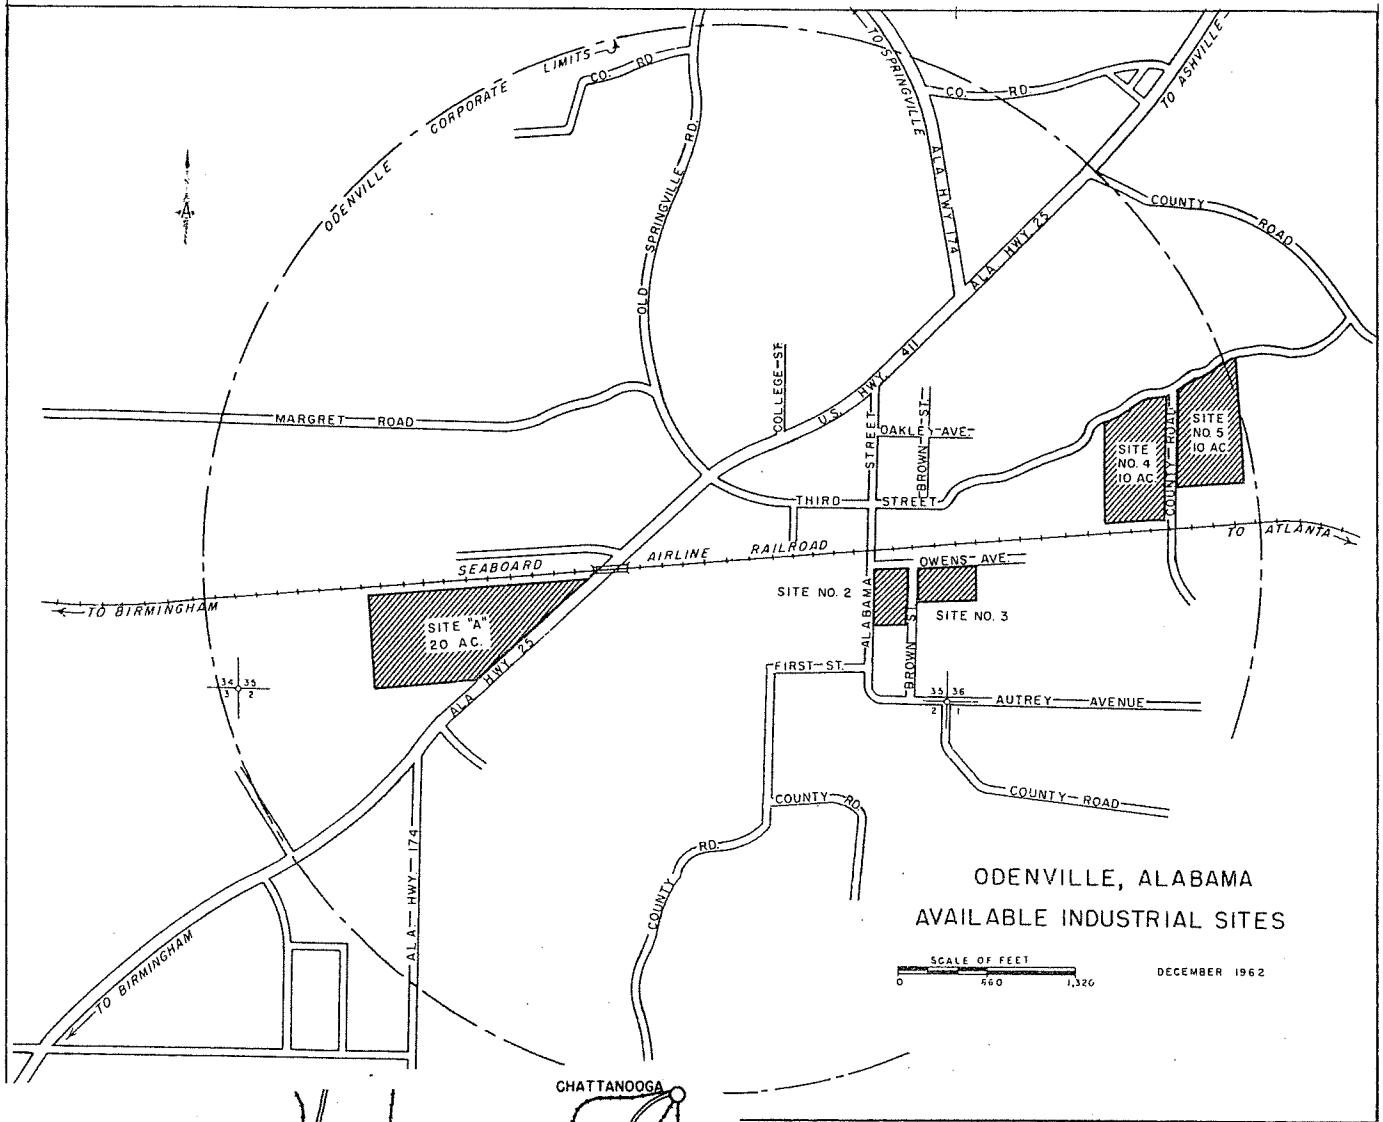 ODENVILLE CORPORATE LIMITS
CO. RD
TO SPRINGVILLE
CO. RD
TO ASHVILLE
A
OLD SPRINGVILLE RD.
ALA HWY 174
ALA HWY 25
COUNTY ROAD
COLLEGE ST.
U.S. HWY. 411
MARGRET ROAD
STREET
OAKLEY AVE.
BROWN ST.
SITE
NO. 4
10 AC.
COUNTY ROAD
SITE
NO. 5
10 AC.
THIRD STREET
SEABOARD AIRLINE RAILROAD
TO ATLANTA
TO BIRMINGHAM
OWENS AVE.
SITE "A"
20 AC.
SITE NO. 2
ALABAMA
BROWN ST
SITE NO. 3
ALA HWY 25
FIRST ST.
34 35
3 2
35 36
2 1
AUTREY AVENUE
COUNTY RD.
COUNTY ROAD
ALA HWY 174
COUNTY RD.
TO BIRMINGHAM
ODENVILLE, ALABAMA
AVAILABLE INDUSTRIAL SITES
SCALE OF FEET
0 560 1,320
DECEMBER 1962
CHATTANOOGA